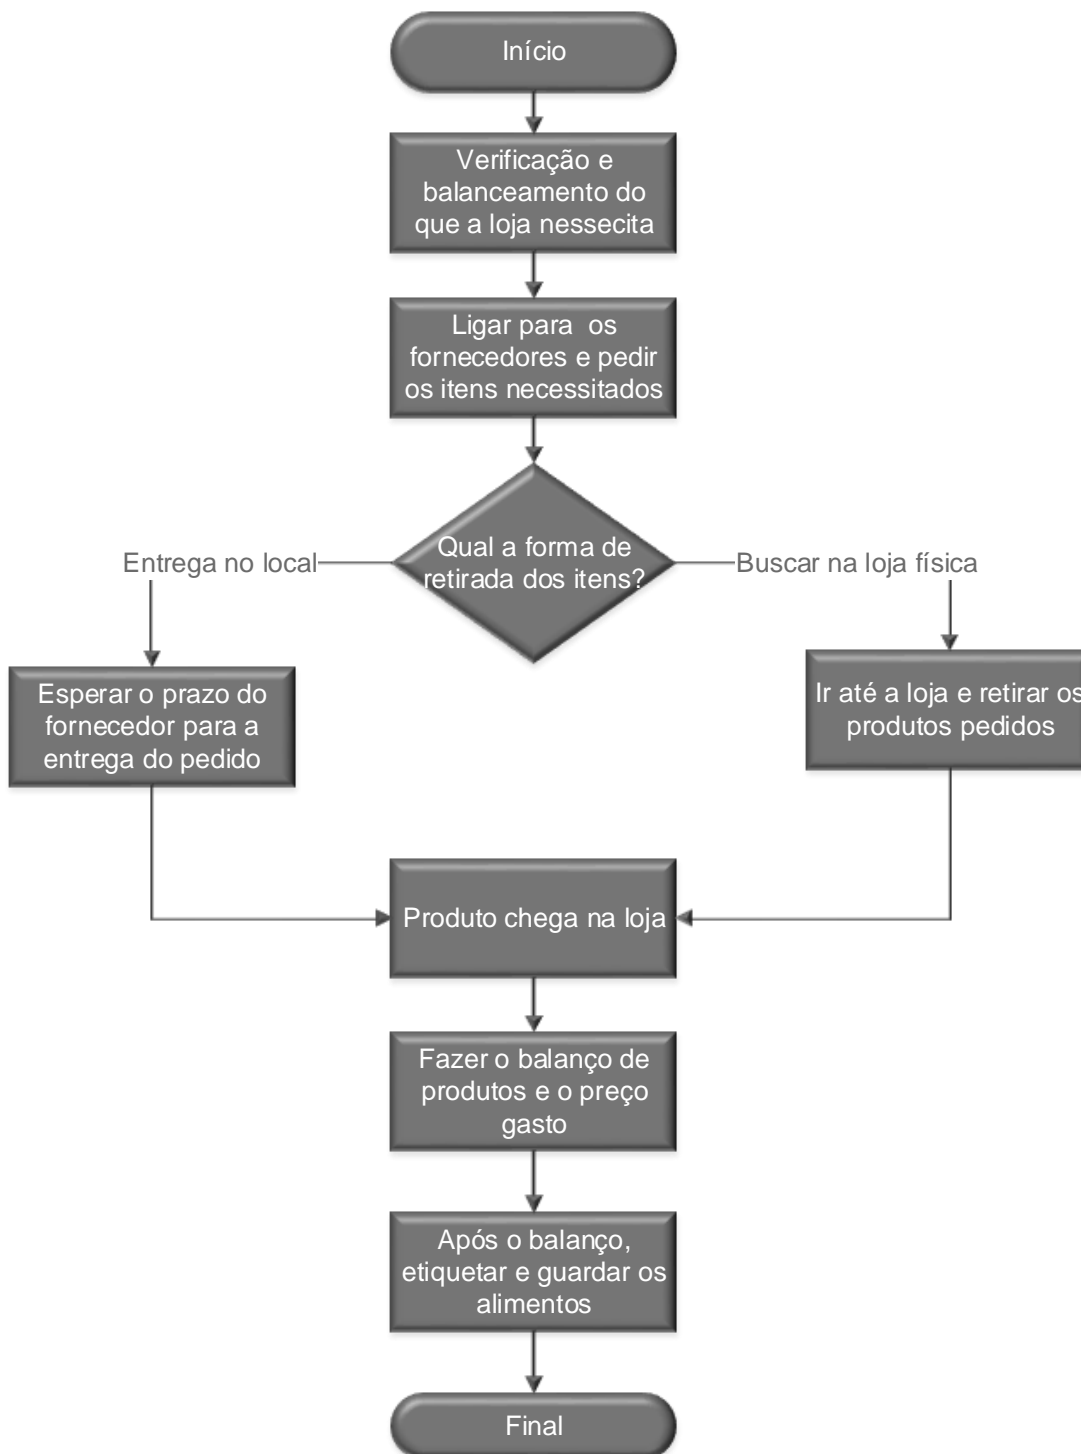 Início
Verificação e
balanceamento do
que a loja nessecita
Ligar para  os
fornecedores e pedir
os itens necessitados
Qual a forma de
retirada dos itens?
Entrega no local
Buscar na loja física
Esperar o prazo do
fornecedor para a
entrega do pedido
Ir até a loja e retirar os
produtos pedidos
Produto chega na loja
Fazer o balanço de
produtos e o preço
gasto
Após o balanço,
etiquetar e guardar os
alimentos
Final